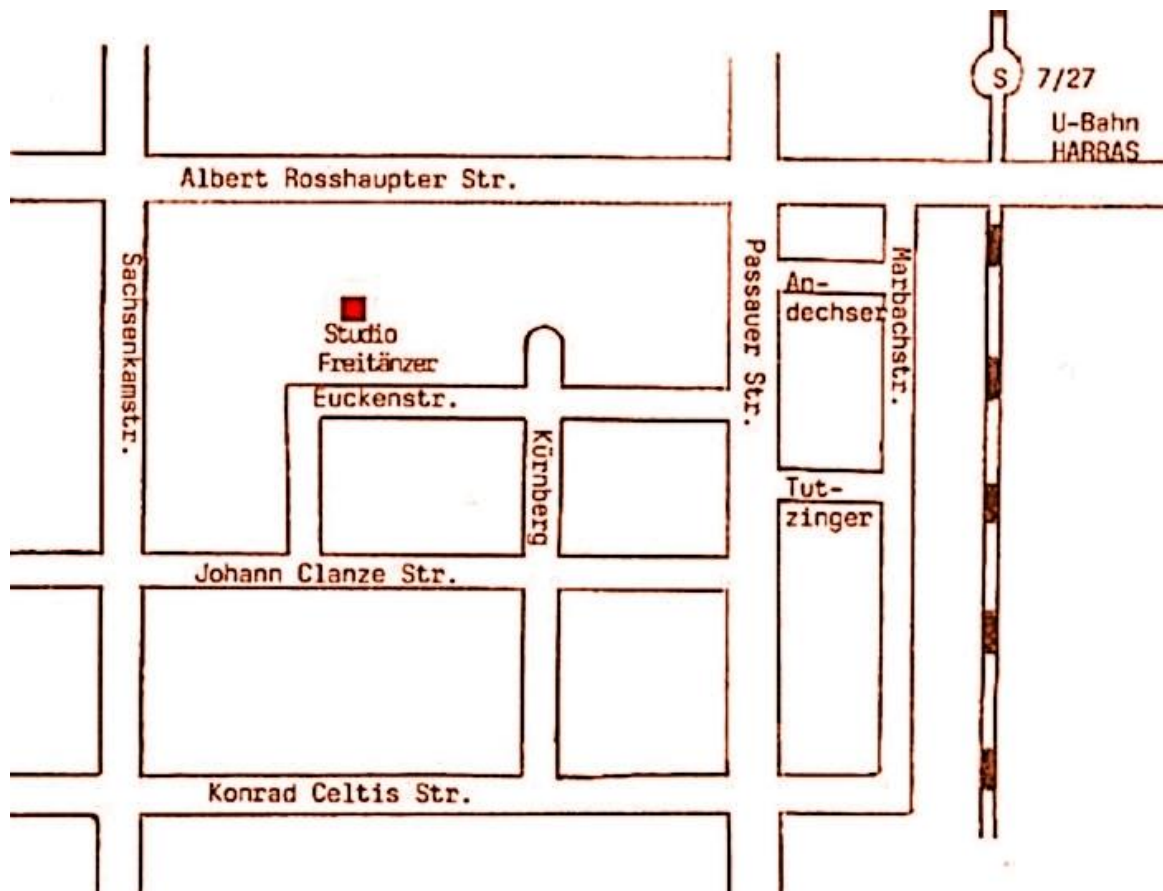 S 7/27
U-Bahn
HARRAS
Albert Rosshaupter Str.
Sachsenkamstr.
Passauer Str.
Marbachstr.
An-
dechser
Studio
Freitänzer
Euckenstr.
Kürnberg
Tut-
zinger
Johann Clanze Str.
Konrad Celtis Str.